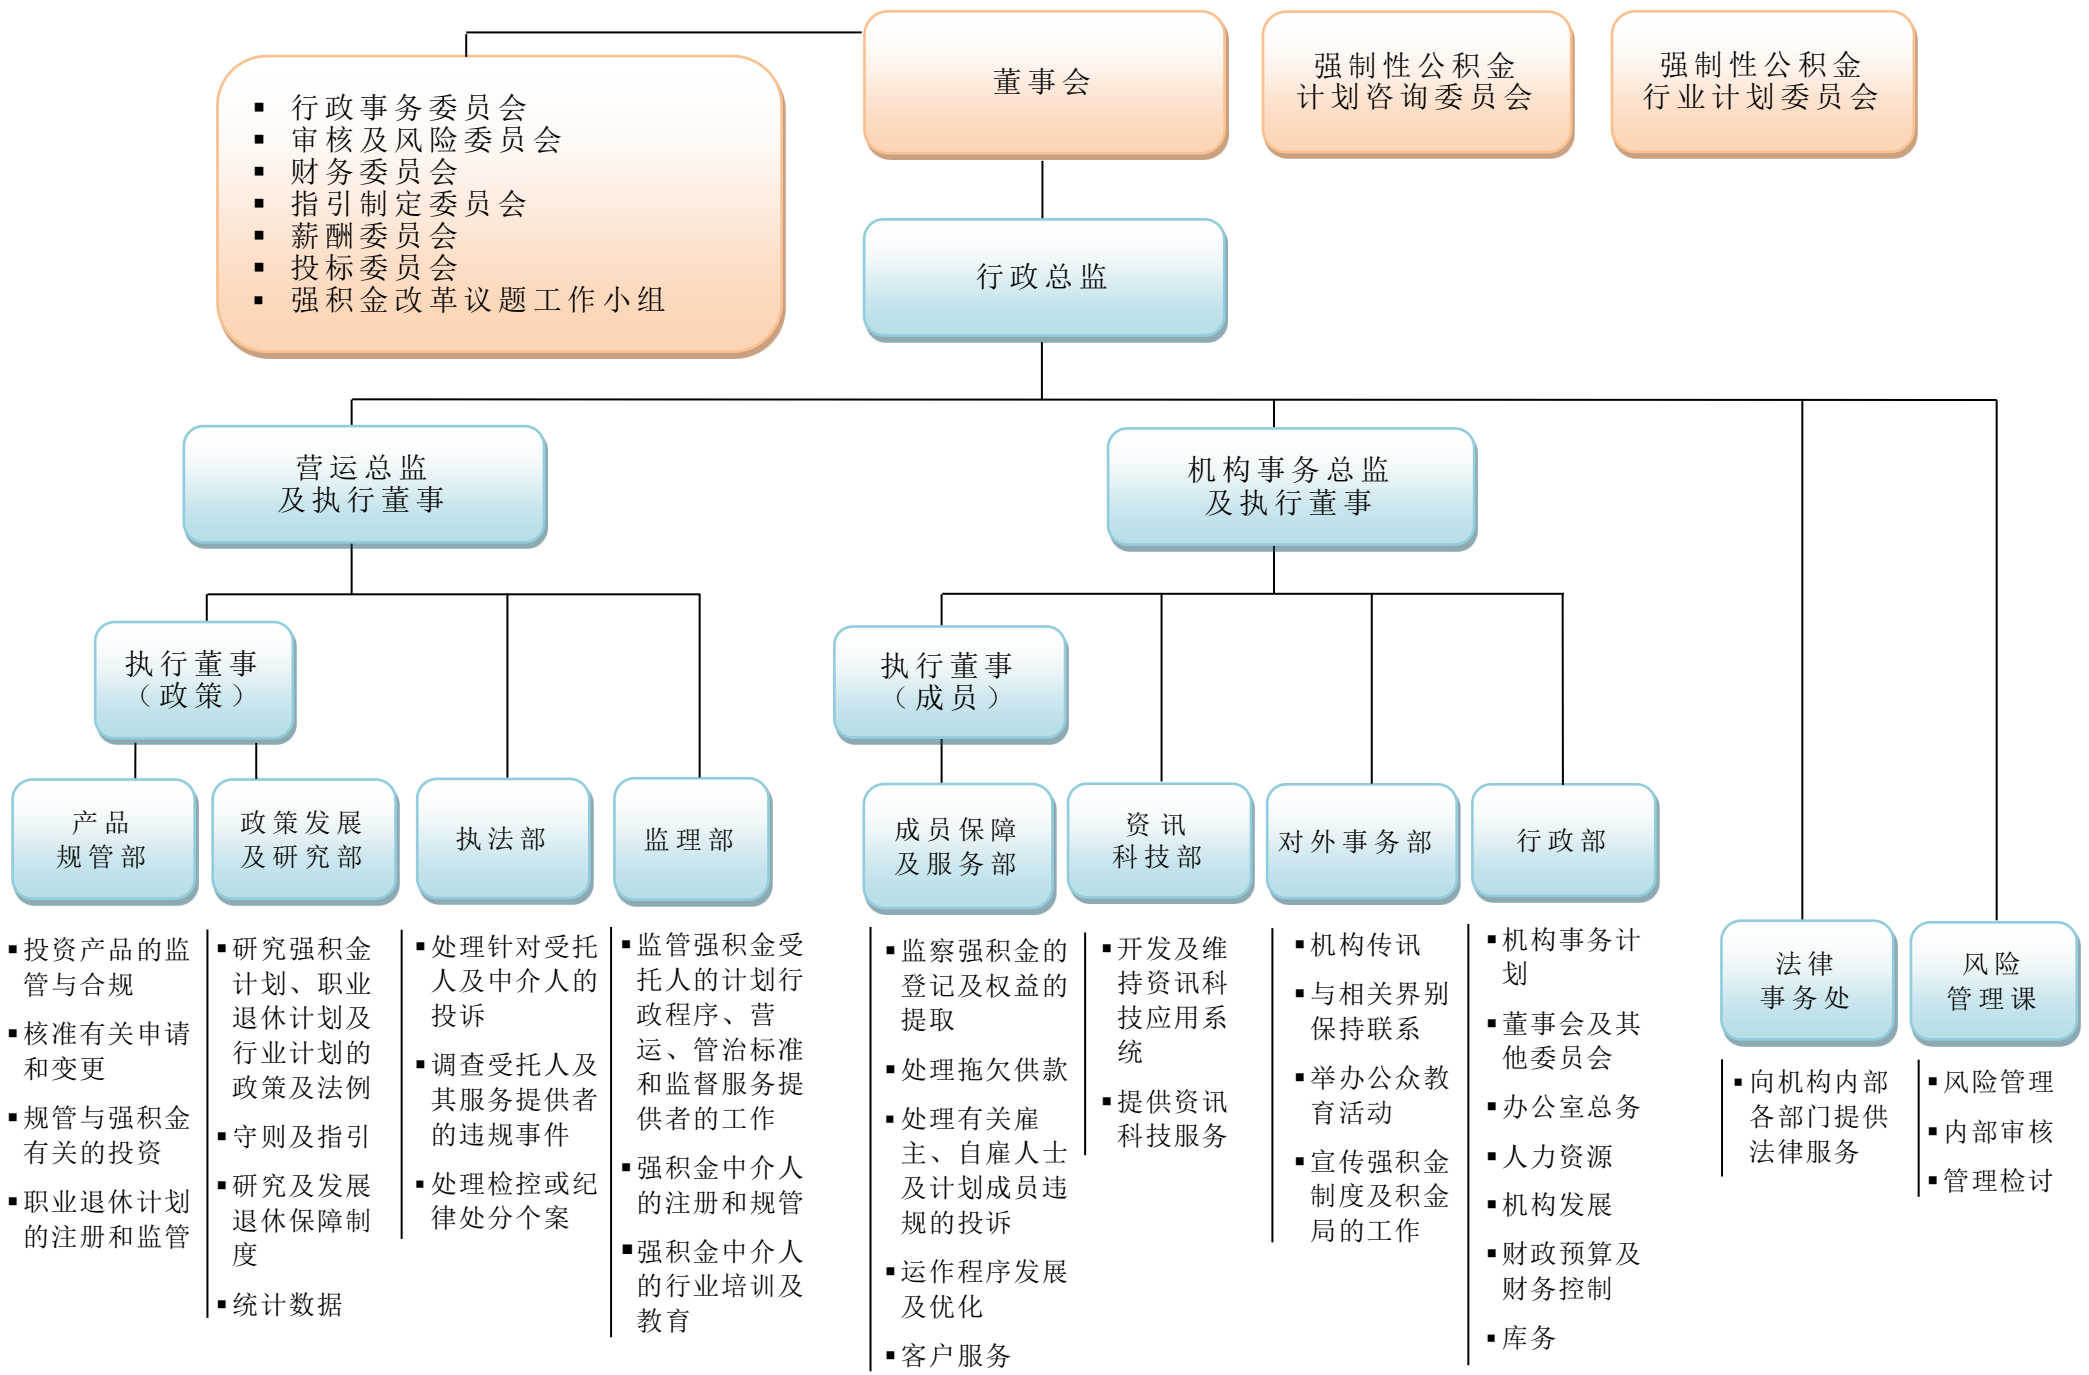 董事会
强制性公积金
计划咨询委员会
强制性公积金
行业计划委员会
▪ 行政事务委员会
▪ 审核及风险委员会
▪ 财务委员会
▪ 指引制定委员会
▪ 薪酬委员会
▪ 投标委员会
▪ 强积金改革议题工作小组
行政总监
营运总监
及执行董事
机构事务总监
及执行董事
执行董事
（政策）
执行董事
（成员）
产品
规管部
政策发展
及研究部
执法部
监理部
成员保障
及服务部
资讯
科技部
对外事务部
行政部
法律
事务处
风险
管理课
▪投资产品的监
管与合规
▪核准有关申请
和变更
▪规管与强积金
有关的投资
▪职业退休计划
的注册和监管
▪研究强积金
计划、职业
退休计划及
行业计划的
政策及法例
▪守则及指引
▪研究及发展
退休保障制
度
▪统计数据
▪处理针对受托
人及中介人的
投诉
▪调查受托人及
其服务提供者
的违规事件
▪处理检控或纪
律处分个案
▪监管强积金受
托人的计划行
政程序、营
运、管治标准
和监督服务提
供者的工作
▪强积金中介人
的注册和规管
▪强积金中介人
的行业培训及
教育
▪监察强积金的
登记及权益的
提取
▪处理拖欠供款
▪处理有关雇
主、自雇人士
及计划成员违
规的投诉
▪运作程序发展
及优化
▪客户服务
▪开发及维
持资讯科
技应用系
统
▪提供资讯
科技服务
▪机构传讯
▪与相关界别
保持联系
▪举办公众教
育活动
▪宣传强积金
制度及积金
局的工作
▪机构事务计
划
▪董事会及其
他委员会
▪办公室总务
▪人力资源
▪机构发展
▪财政预算及
财务控制
▪库务
▪向机构内部
各部门提供
法律服务
▪风险管理
▪内部审核
▪管理检讨